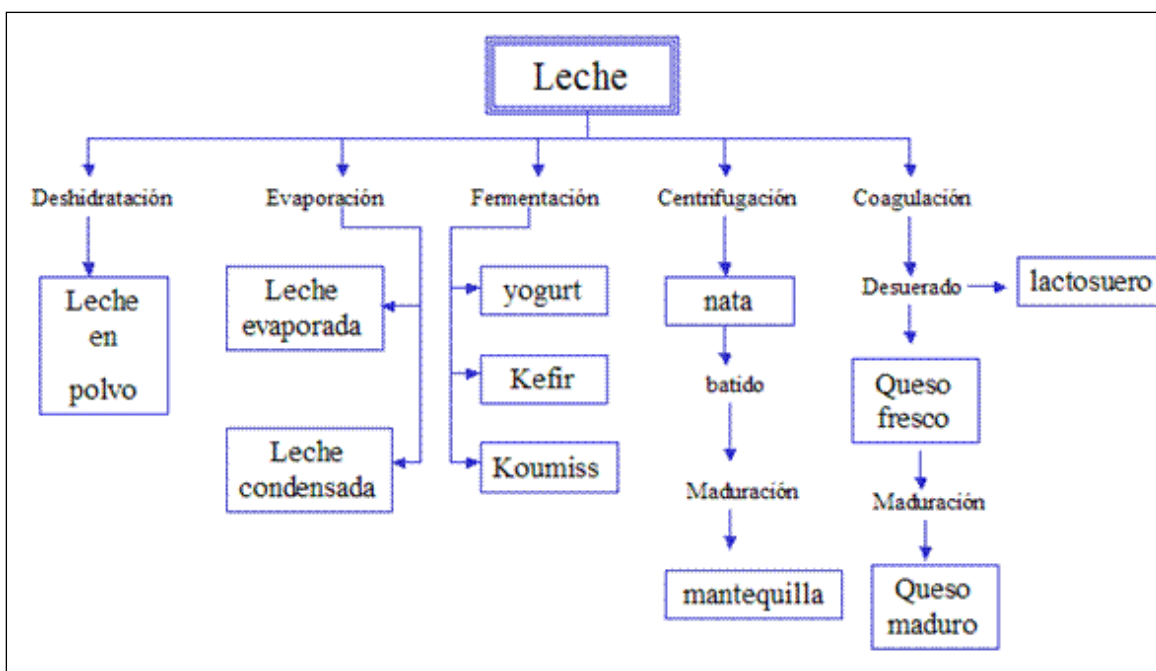 Leche
Deshidratación
Evaporación
Fermentación
Centrifugación
Coagulación
Leche
en
polvo
Leche
evaporada
Leche
condensada
yogurt
Kefir
Koumiss
nata
batido
Maduración
mantequilla
Desuerado
lactosuero
Queso
fresco
Maduración
Queso
maduro